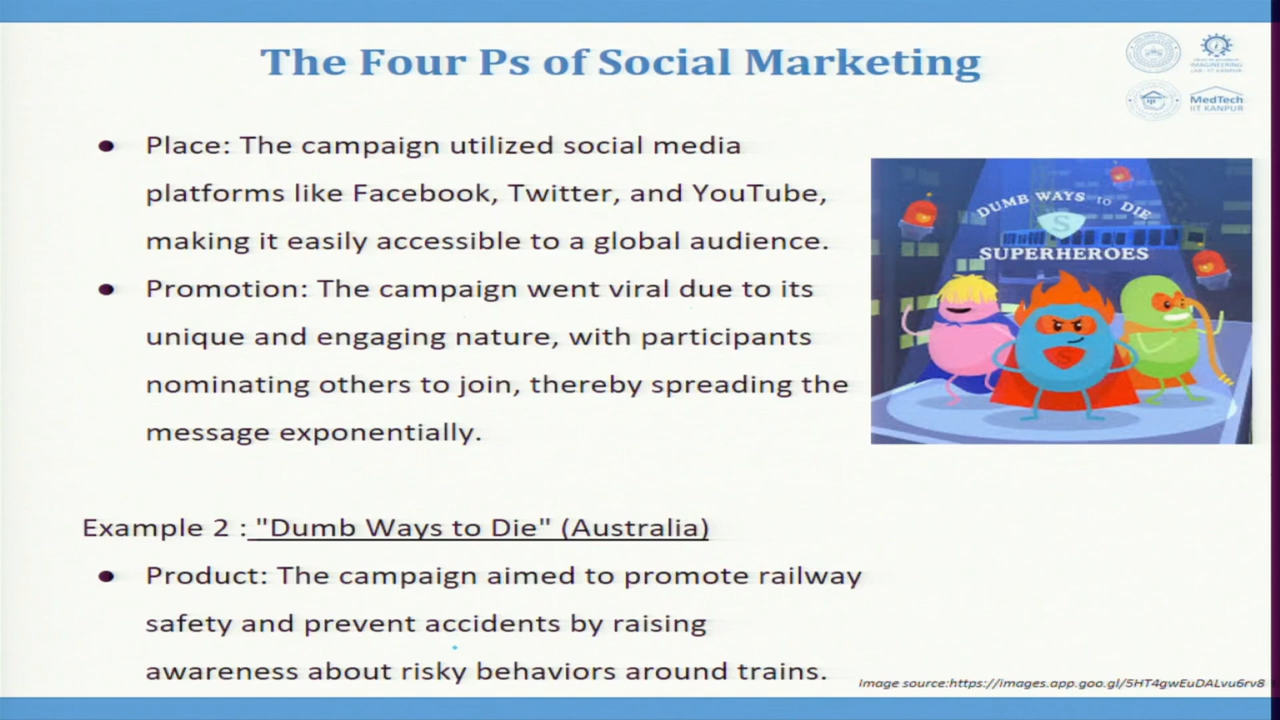 The Four Ps of Social Marketing
MedTech
IIT KANPUR
● Place: The campaign utilized social media
platforms like Facebook, Twitter, and YouTube,
making it easily accessible to a global audience.
● Promotion: The campaign went viral due to its
unique and engaging nature, with participants
nominating others to join, thereby spreading the
message exponentially.
DUMB WAYS to DIE
S
SUPERHEROES
S
Example 2 : "Dumb Ways to Die" (Australia)
● Product: The campaign aimed to promote railway
safety and prevent accidents by raising
awareness about risky behaviors around trains.
Image source:https://images.app.goo.gl/5HT4gwEuDALvu6rv8